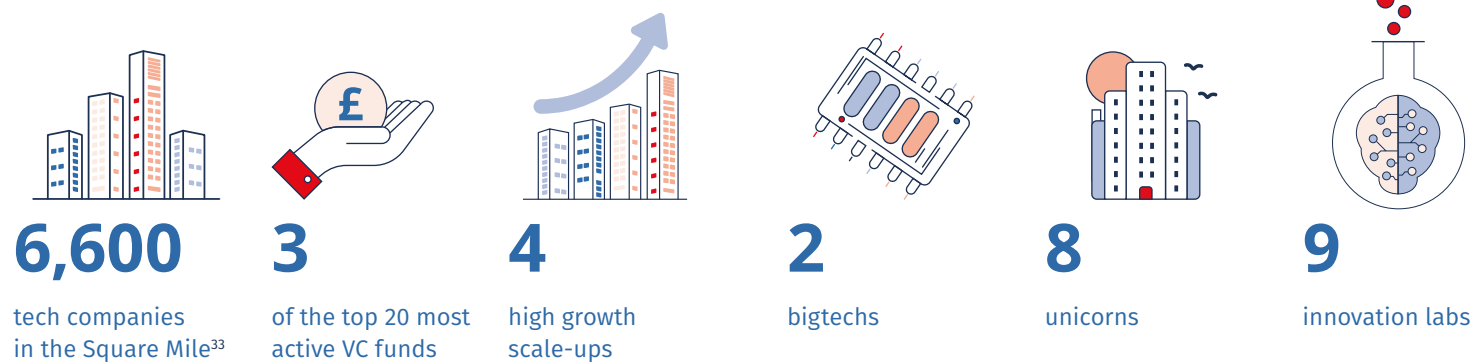 £
6,600
tech companies
in the Square Mile³³
3
of the top 20 most
active VC funds
4
high growth
scale-ups
2
bigtechs
8
unicorns
9
innovation labs